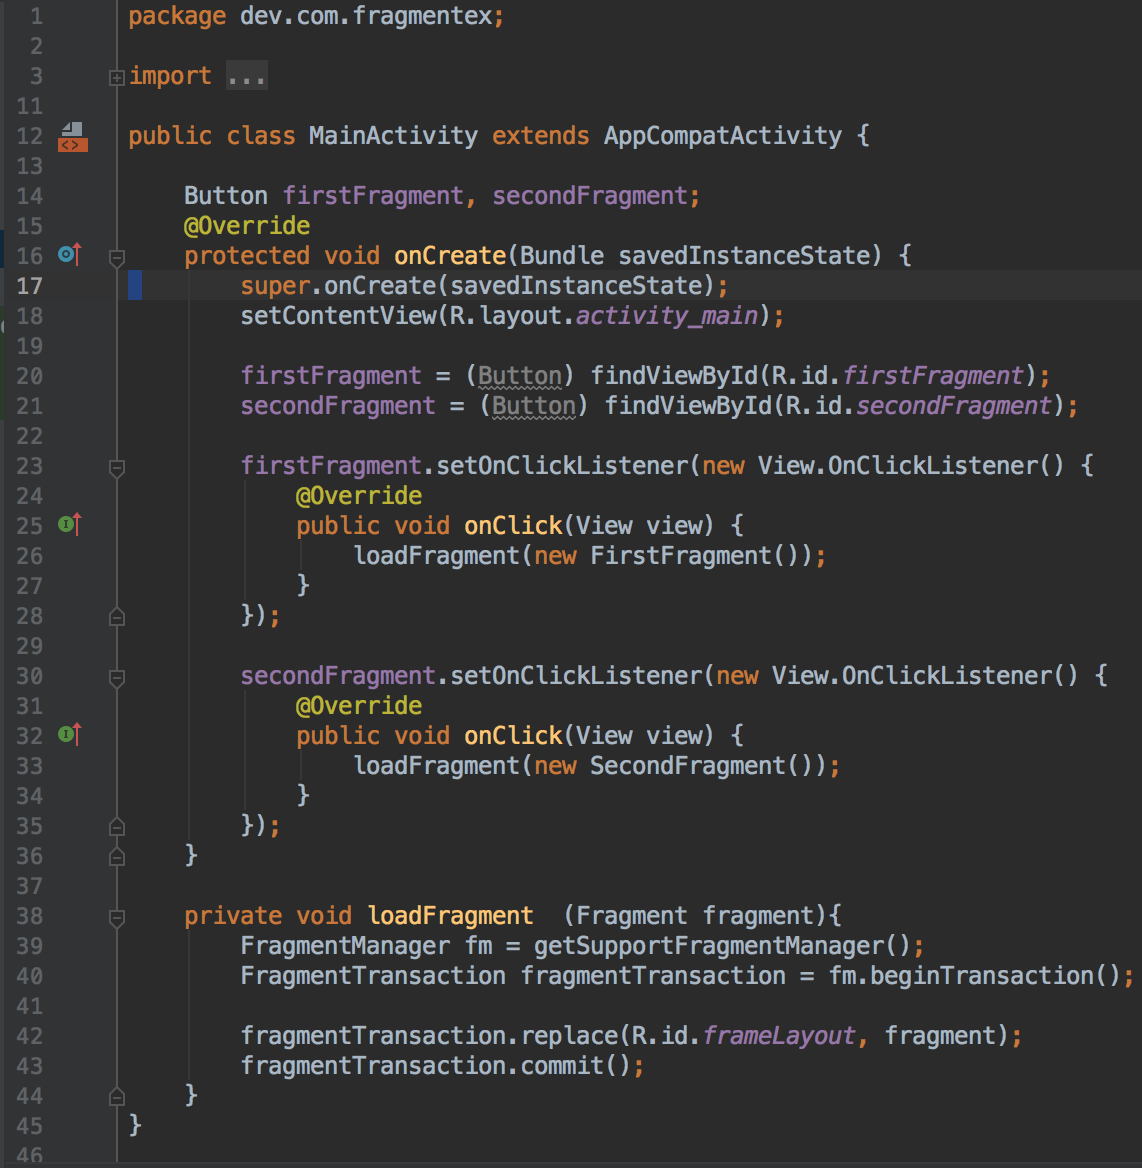 1 package dev.com.fragmentex;
2
3 import ...
11
12 public class MainActivity extends AppCompatActivity {
13
14     Button firstFragment, secondFragment;
15     @Override
16     protected void onCreate(Bundle savedInstanceState) {
17         super.onCreate(savedInstanceState);
18         setContentView(R.layout.activity_main);
19
20         firstFragment = (Button) findViewById(R.id.firstFragment);
21         secondFragment = (Button) findViewById(R.id.secondFragment);
22
23         firstFragment.setOnClickListener(new View.OnClickListener() {
24             @Override
25             public void onClick(View view) {
26                 loadFragment(new FirstFragment());
27             }
28         });
29
30         secondFragment.setOnClickListener(new View.OnClickListener() {
31             @Override
32             public void onClick(View view) {
33                 loadFragment(new SecondFragment());
34             }
35         });
36     }
37
38     private void loadFragment  (Fragment fragment){
39         FragmentManager fm = getSupportFragmentManager();
40         FragmentTransaction fragmentTransaction = fm.beginTransaction();
41
42         fragmentTransaction.replace(R.id.frameLayout, fragment);
43         fragmentTransaction.commit();
44     }
45 }
46